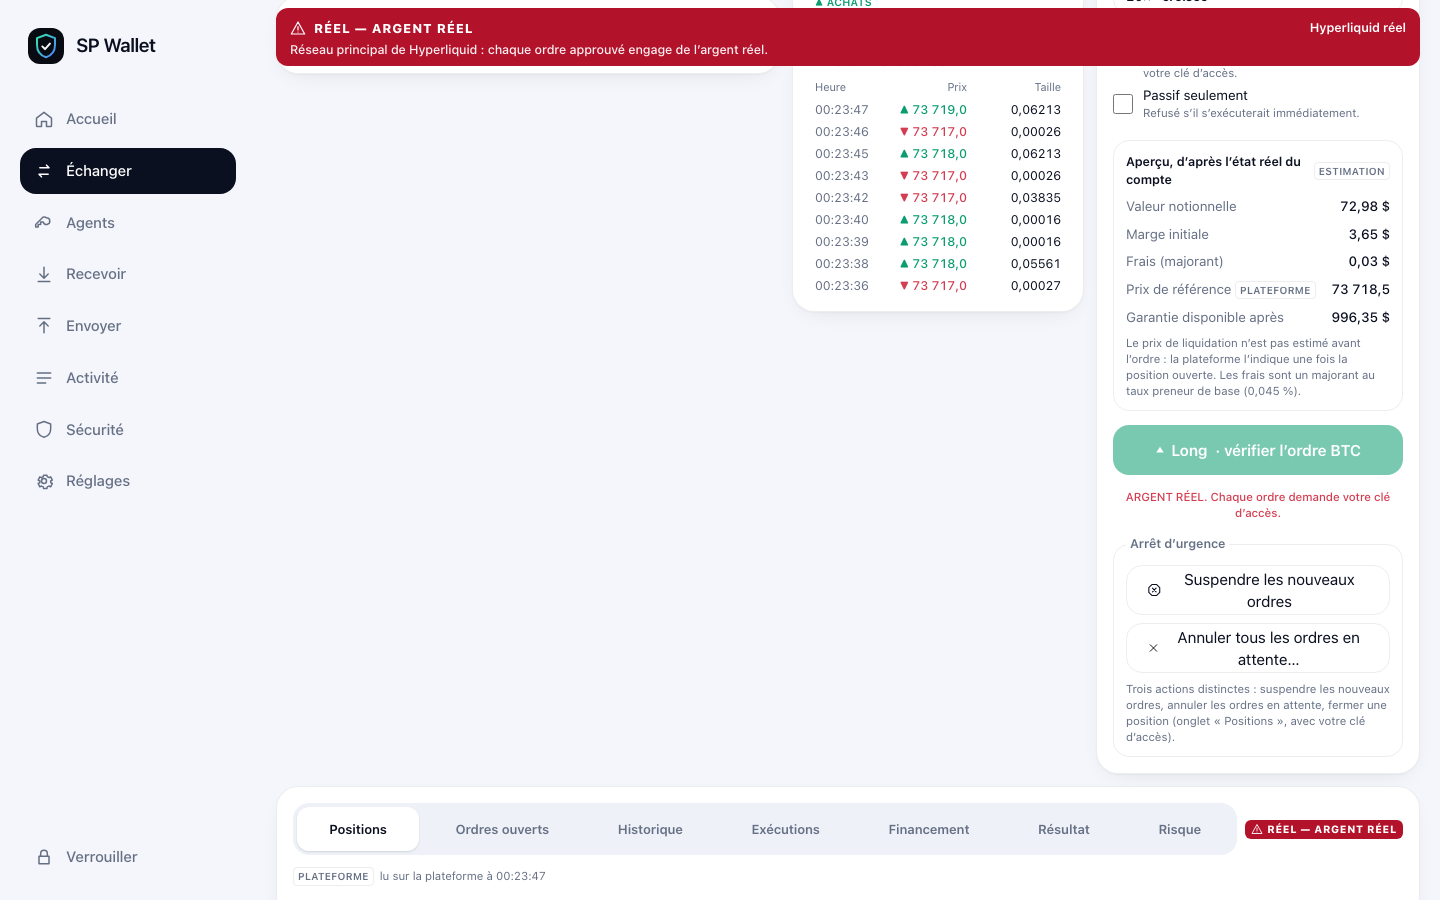 SP Wallet
Accueil
Échanger
Agents
Recevoir
Envoyer
Activité
Sécurité
Réglages
Verrouiller
ACHATS
RÉEL — ARGENT RÉEL
Hyperliquid réel
Réseau principal de Hyperliquid : chaque ordre approuvé engage de l’argent réel.
Heure Prix Taille
00:23:47 ▲ 73 719,0 0,06213
00:23:46 ▼ 73 717,0 0,00026
00:23:45 ▲ 73 718,0 0,06213
00:23:43 ▼ 73 717,0 0,00026
00:23:42 ▼ 73 717,0 0,03835
00:23:40 ▲ 73 718,0 0,00016
00:23:39 ▲ 73 718,0 0,00016
00:23:38 ▲ 73 718,0 0,05561
00:23:36 ▼ 73 717,0 0,00027
votre clé d’accès.
Passif seulement
Refusé s’il s’exécuterait immédiatement.
Aperçu, d’après l’état réel du
compte
ESTIMATION
Valeur notionnelle 72,98 $
Marge initiale 3,65 $
Frais (majorant) 0,03 $
Prix de référence PLATEFORME 73 718,5
Garantie disponible après 996,35 $
Le prix de liquidation n’est pas estimé avant
l’ordre : la plateforme l’indique une fois la
position ouverte. Les frais sont un majorant au
taux preneur de base (0,045 %).
▲ Long · vérifier l’ordre BTC
ARGENT RÉEL. Chaque ordre demande votre clé
d’accès.
Arrêt d’urgence
Suspendre les nouveaux
ordres
Annuler tous les ordres en
attente…
Trois actions distinctes : suspendre les nouveaux
ordres, annuler les ordres en attente, fermer une
position (onglet « Positions », avec votre clé
d’accès).
Positions Ordres ouverts Historique Exécutions Financement Résultat Risque
RÉEL — ARGENT RÉEL
PLATEFORME lu sur la plateforme à 00:23:47